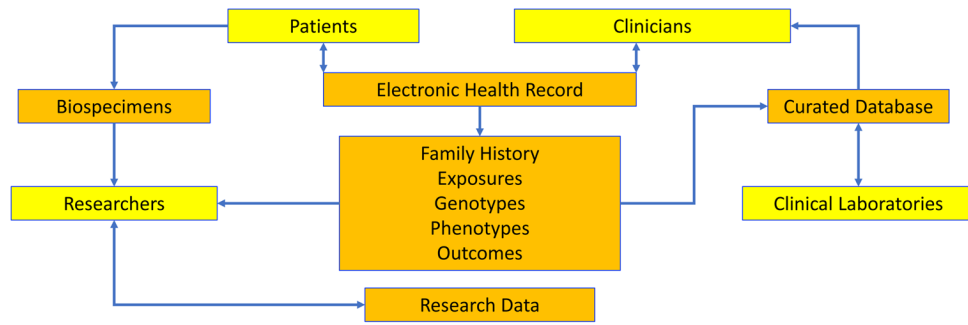 Patients
Clinicians
Electronic Health Record
Biospecimens
Curated Database
Family History
Exposures
Genotypes
Phenotypes
Outcomes
Researchers
Clinical Laboratories
Research Data